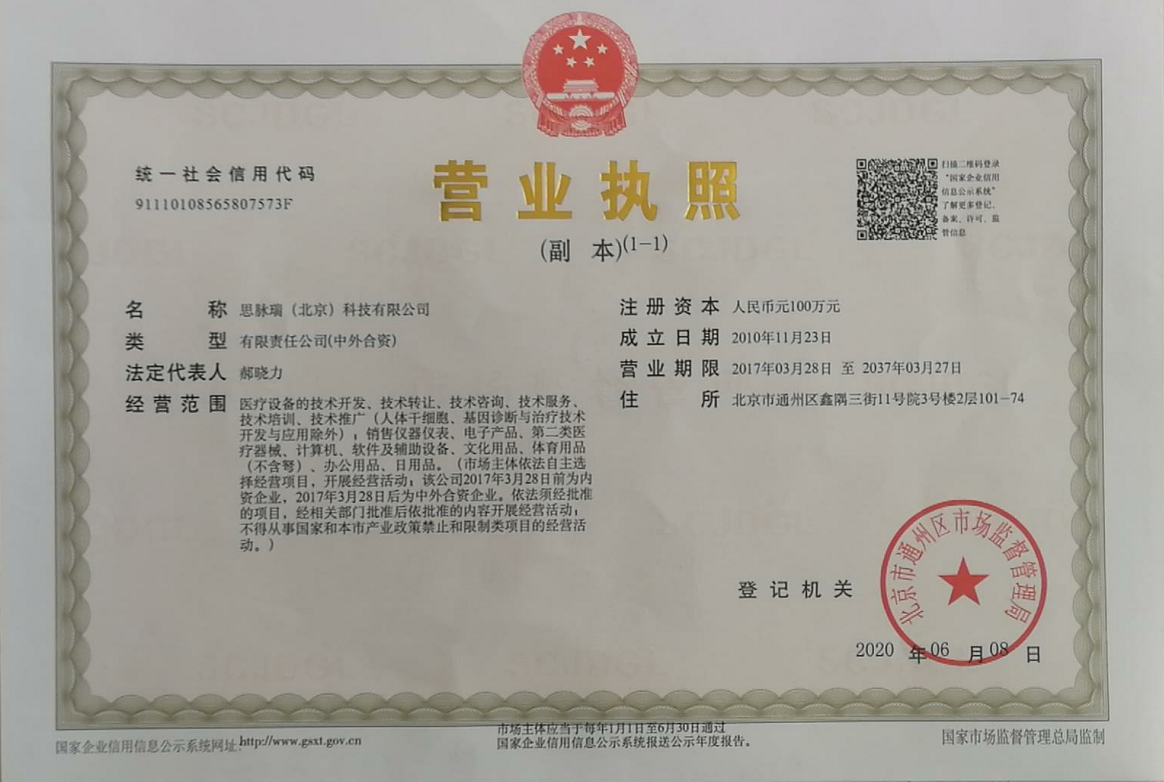 统一社会信用代码
91110108565807573F
营业执照
(副 本)(1-1)
扫描二维码登录
“国家企业信用
信息公示系统”
了解更多登记、
备案、许可、监
管信息
名 称 思脉瑞（北京）科技有限公司
类 型 有限责任公司(中外合资)
法定代表人 郝晓力
经营范围 医疗设备的技术开发、技术转让、技术咨询、技术服务、
技术培训、技术推广（人体干细胞、基因诊断与治疗技术
开发与应用除外）；销售仪器仪表、电子产品、第二类医
疗器械、计算机、软件及辅助设备、文化用品、体育用品
（不含弩）、办公用品、日用品。（市场主体依法自主选
择经营项目，开展经营活动；该公司2017年3月28日前为内
资企业，2017年3月28日后为中外合资企业。依法须经批准
的项目，经相关部门批准后依批准的内容开展经营活动；
不得从事国家和本市产业政策禁止和限制类项目的经营活
动。）
注册资本 人民币元100万元
成立日期 2010年11月23日
营业期限 2017年03月28日 至 2037年03月27日
住 所 北京市通州区鑫隅三街11号院3号楼2层101-74
登记机关
北京市通州区市场监督管理局
2020 年06 月08 日
国家企业信用信息公示系统网址:http://www.gsxt.gov.cn
市场主体应当于每年1月1日至6月30日通过
国家企业信用信息公示系统报送公示年度报告。
国家市场监督管理总局监制